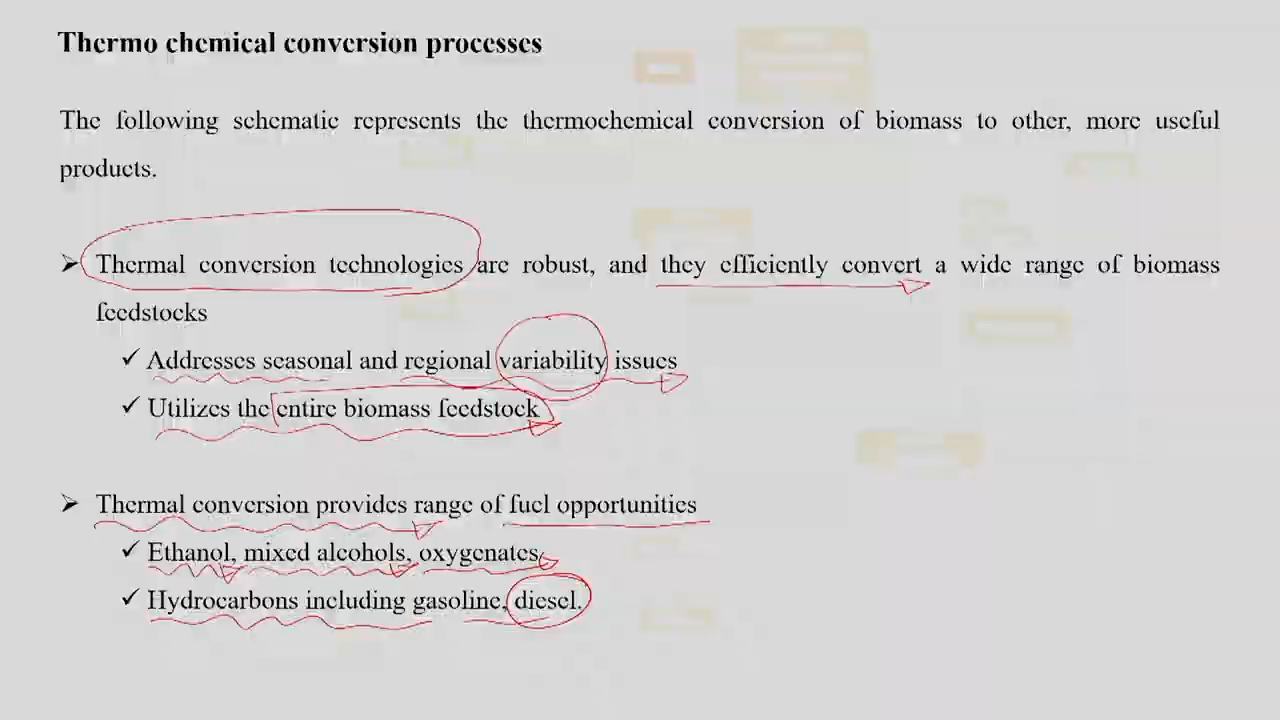 Thermo chemical conversion processes
The following schematic represents the thermochemical conversion of biomass to other, more useful
products.
➢ Thermal conversion technologies are robust, and they efficiently convert a wide range of biomass
feedstocks
✓ Addresses seasonal and regional variability issues
✓ Utilizes the entire biomass feedstock
➢ Thermal conversion provides range of fuel opportunities
✓ Ethanol, mixed alcohols, oxygenates
✓ Hydrocarbons including gasoline, diesel.